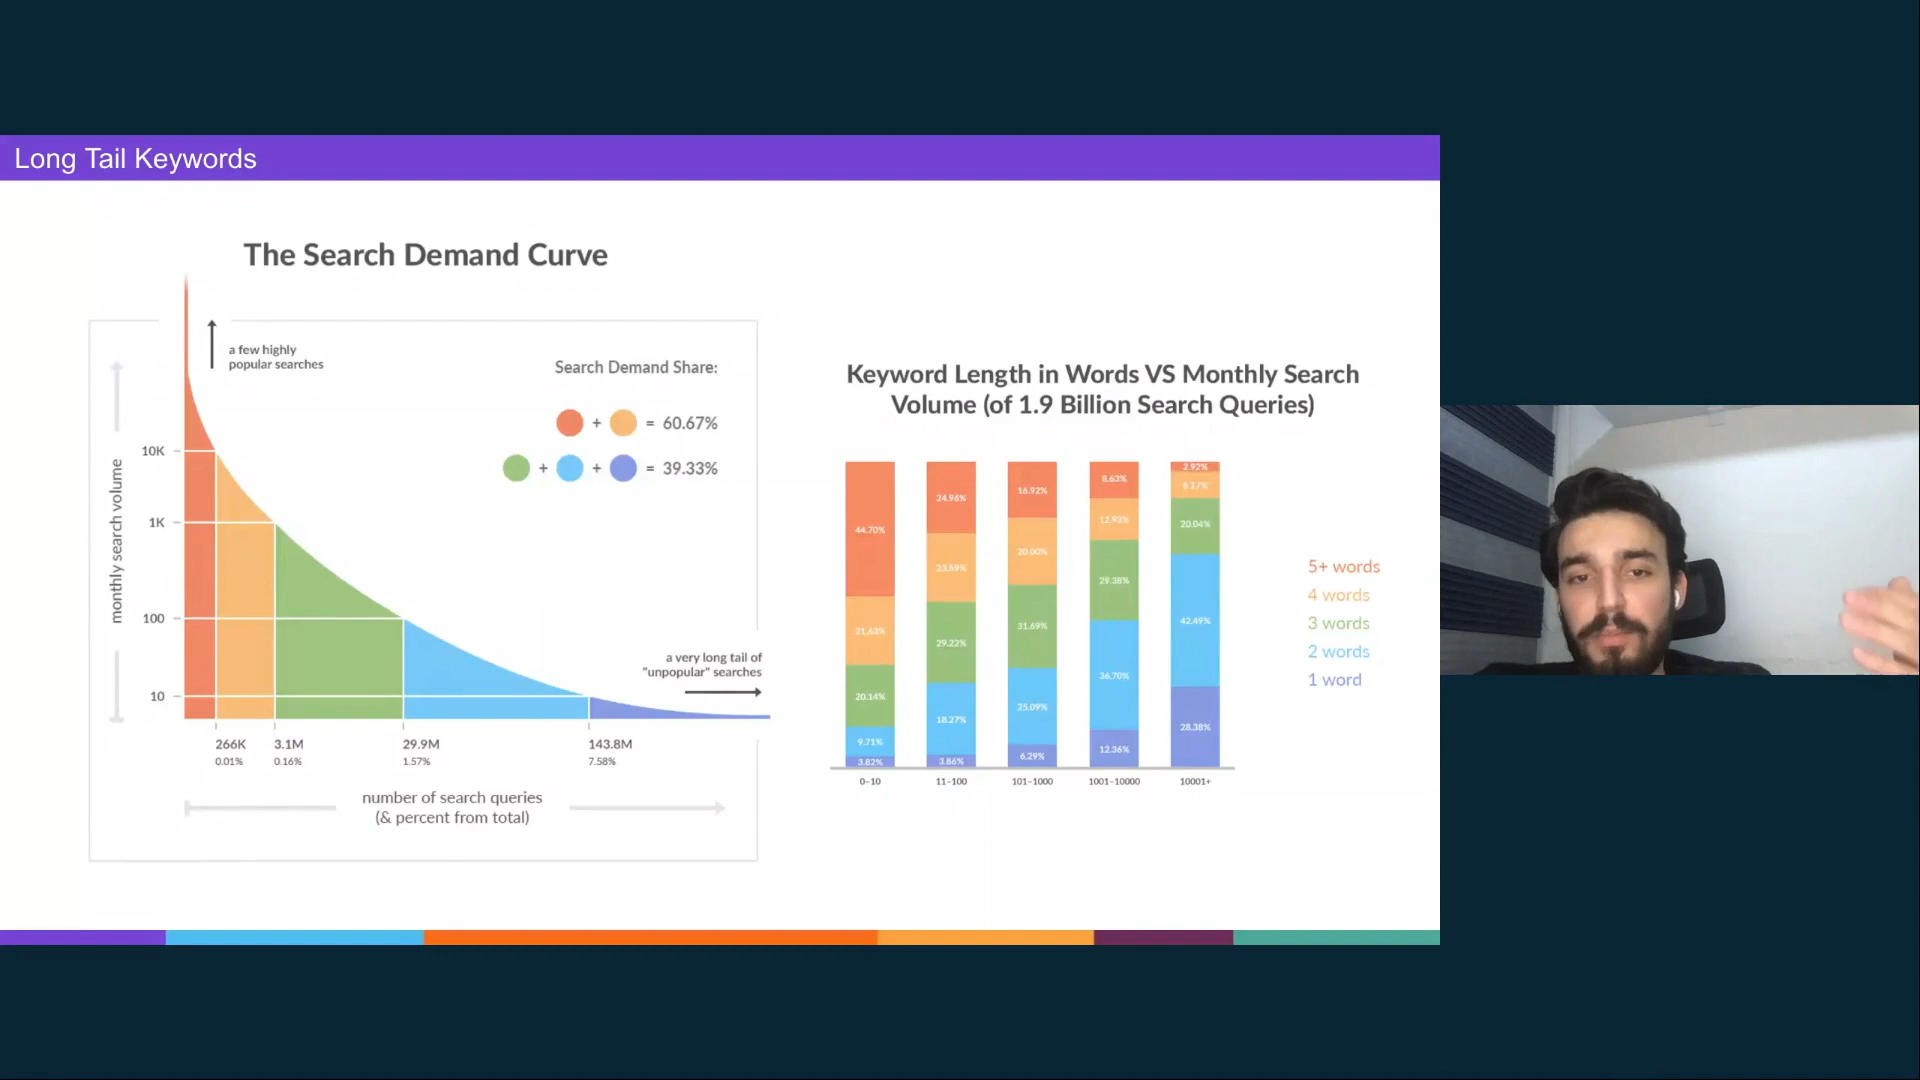 Long Tail Keywords
The Search Demand Curve
a few highly
popular searches
Search Demand Share:
+ = 60.67%
+ + = 39.33%
monthly search volume
10K
1K
100
10
a very long tail of
"unpopular" searches
266K 3.1M 29.9M 143.8M
0.01% 0.16% 1.57% 7.58%
number of search queries
(& percent from total)
Keyword Length in Words VS Monthly Search
Volume (of 1.9 Billion Search Queries)
44.70%
21.63%
20.14%
9.71%
3.82%
24.96%
23.69%
29.22%
18.27%
3.86%
16.92%
20.00%
31.69%
25.09%
6.29%
8.63%
12.93%
29.38%
36.70%
12.36%
2.92%
6.17%
20.04%
42.49%
28.38%
0–10 11–100 101–1000 1001–10000 10001+
5+ words
4 words
3 words
2 words
1 word